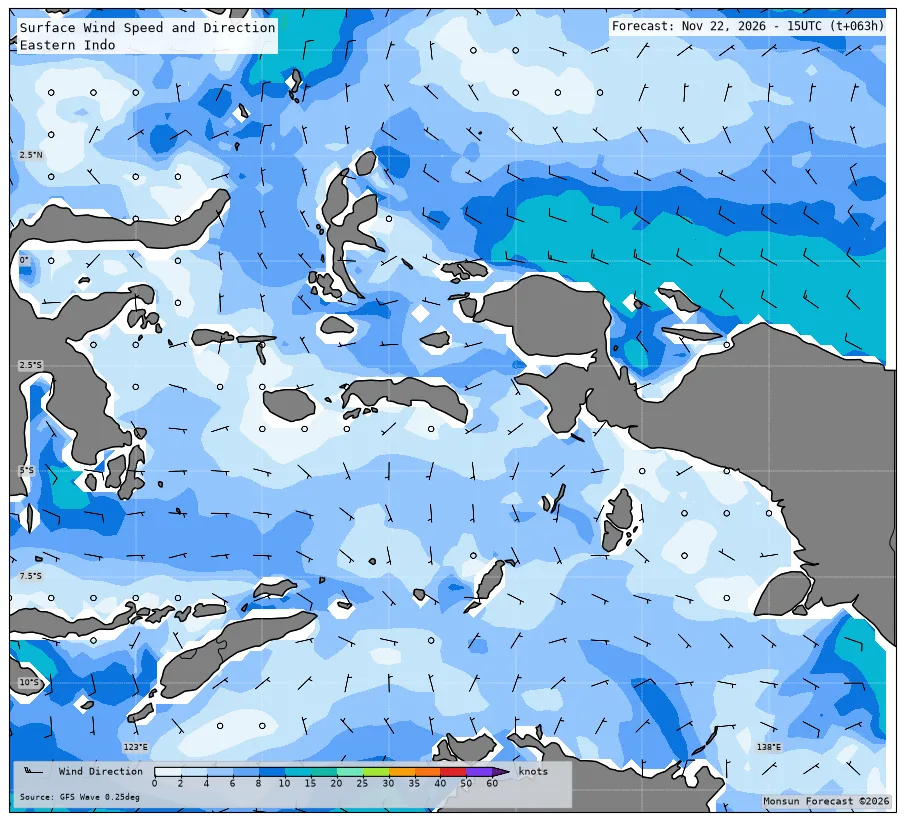 Surface Wind Speed and Direction
Eastern Indo
Forecast: Nov 22, 2026 - 15UTC (t+063h)
2.5°N
0°
2.5°S
5°S
7.5°S
10°S
123°E
138°E
Wind Direction
knots
0 2 4 6 8 10 15 20 25 30 40 50 60
Source: GFS Wave 0.25deg
Monsun Forecast ©2026